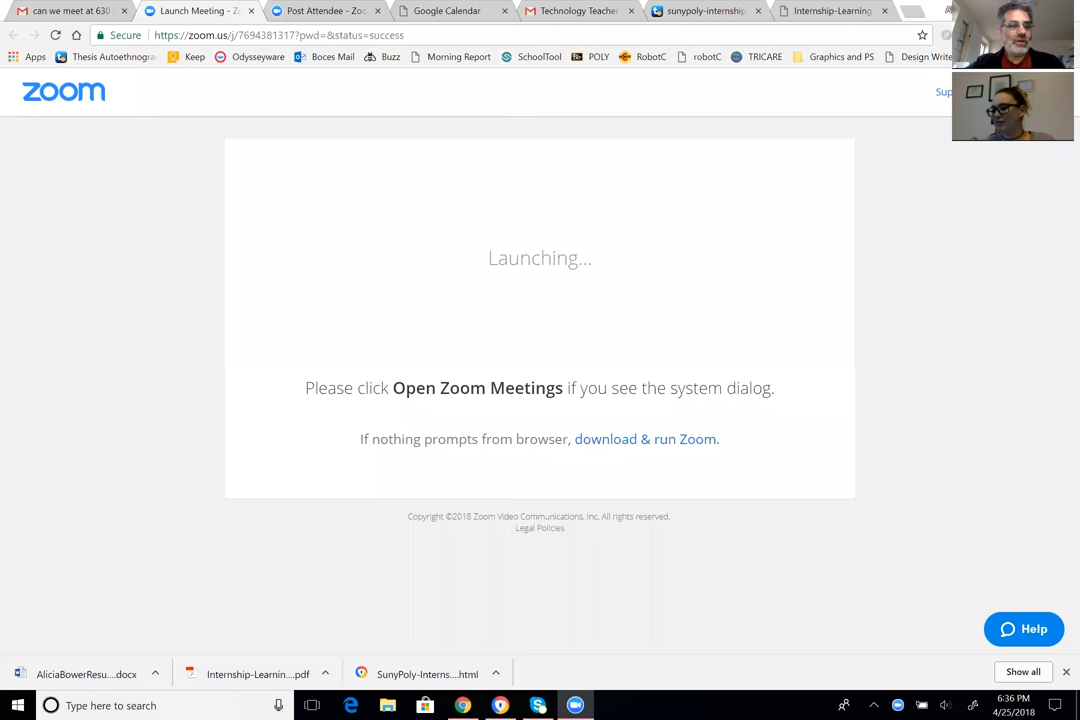 can we meet at 630
Launch Meeting - Z
Post Attendee - Zoo
Google Calendar
Technology Teacher
sunypoly-internship
Internship-Learning
Secure
https://zoom.us/j/7694381317?pwd=&status=success
Apps
Thesis Autoethnogra
Keep
Odysseyware
Boces Mail
Buzz
Morning Report
SchoolTool
POLY
RobotC
robotC
TRICARE
Graphics and PS
Design Write
zoom
Sup
Launching...
Please click Open Zoom Meetings if you see the system dialog.
If nothing prompts from browser, download & run Zoom.
Copyright ©2018 Zoom Video Communications, Inc. All rights reserved.
Legal Policies
Help
AliciaBowerResu....docx
Internship-Learnin....pdf
SunyPoly-Interns....html
Show all
Type here to search
6:36 PM
4/25/2018